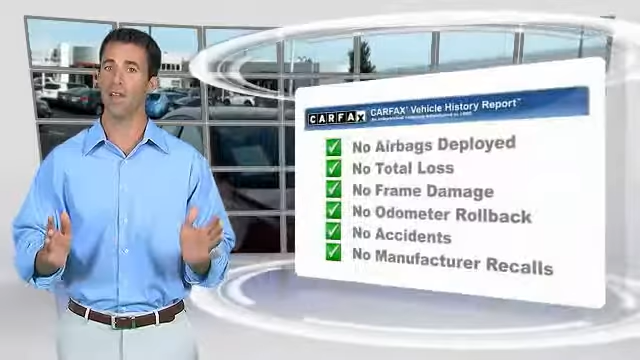 CARFAX CARFAX® Vehicle History Report™
No Airbags Deployed
No Total Loss
No Frame Damage
No Odometer Rollback
No Accidents
No Manufacturer Recalls